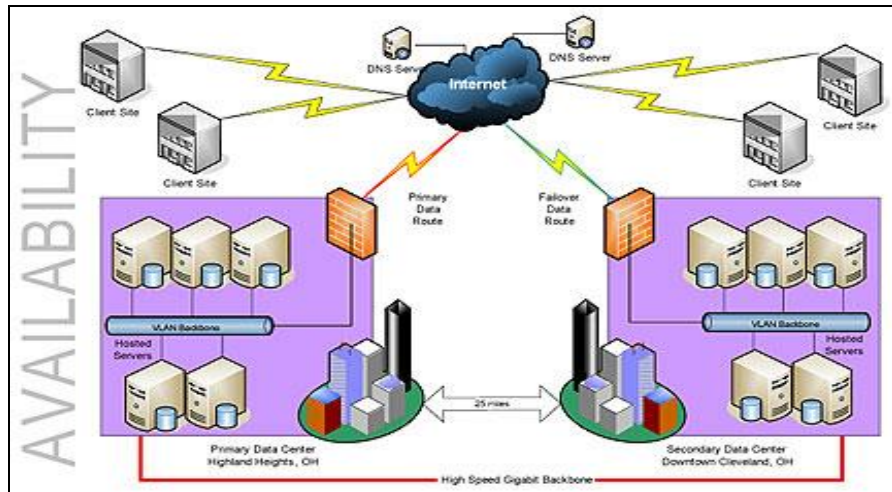 AVAILABILITY
DNS Server
DNS Server
Internet
Client Site
Client Site
Client Site
Client Site
Primary
Data
Route
Failover
Data
Route
VLAN Backbone
Hosted
Servers
VLAN Backbone
Hosted
Servers
25 miles
Primary Data Center
Highland Heights, OH
Secondary Data Center
Downtown Cleveland, OH
High Speed Gigabit Backbone